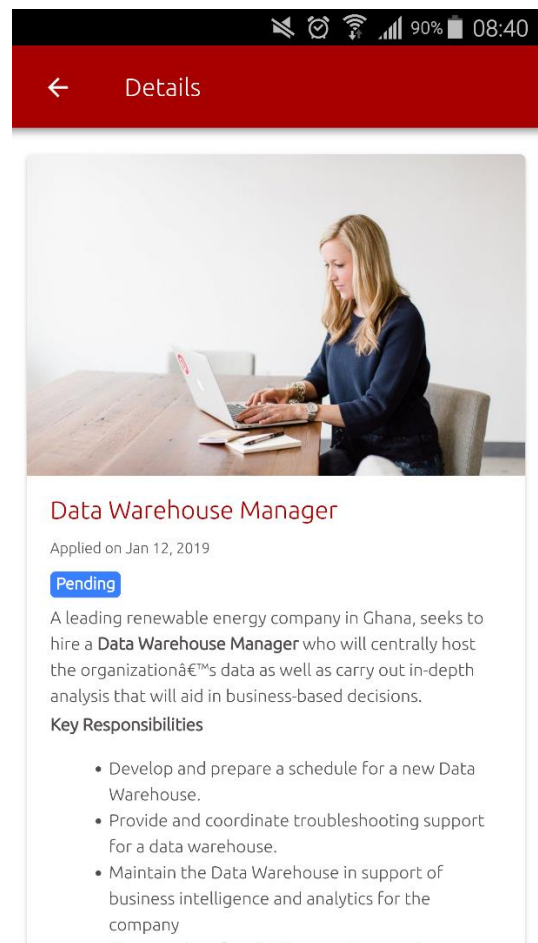 90% 08:40
Details
Data Warehouse Manager
Applied on Jan 12, 2019
Pending
A leading renewable energy company in Ghana, seeks to
hire a Data Warehouse Manager who will centrally host
the organizationâ€™s data as well as carry out in-depth
analysis that will aid in business-based decisions.
Key Responsibilities
• Develop and prepare a schedule for a new Data
Warehouse.
• Provide and coordinate troubleshooting support
for a data warehouse.
• Maintain the Data Warehouse in support of
business intelligence and analytics for the
company